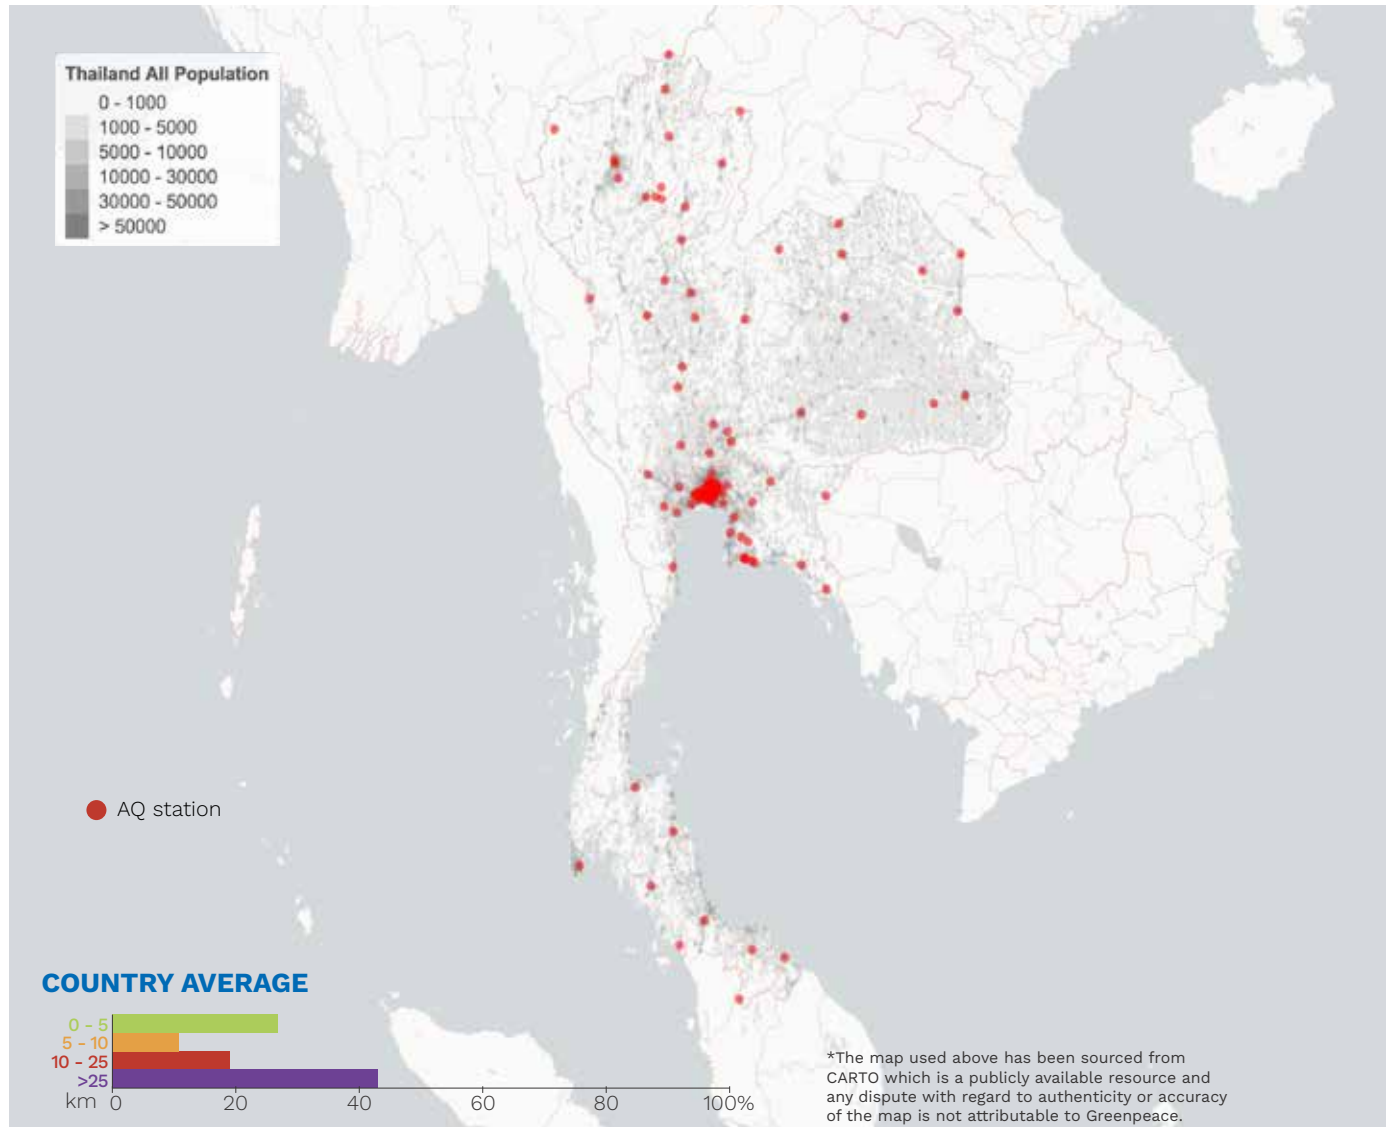 Thailand All Population
0 - 1000
1000 - 5000
5000 - 10000
10000 - 30000
30000 - 50000
> 50000
AQ station
COUNTRY AVERAGE
0 - 5
5 - 10
10 - 25
>25
km 0 20 40 60 80 100%
*The map used above has been sourced from
CARTO which is a publicly available resource and
any dispute with regard to authenticity or accuracy
of the map is not attributable to Greenpeace.